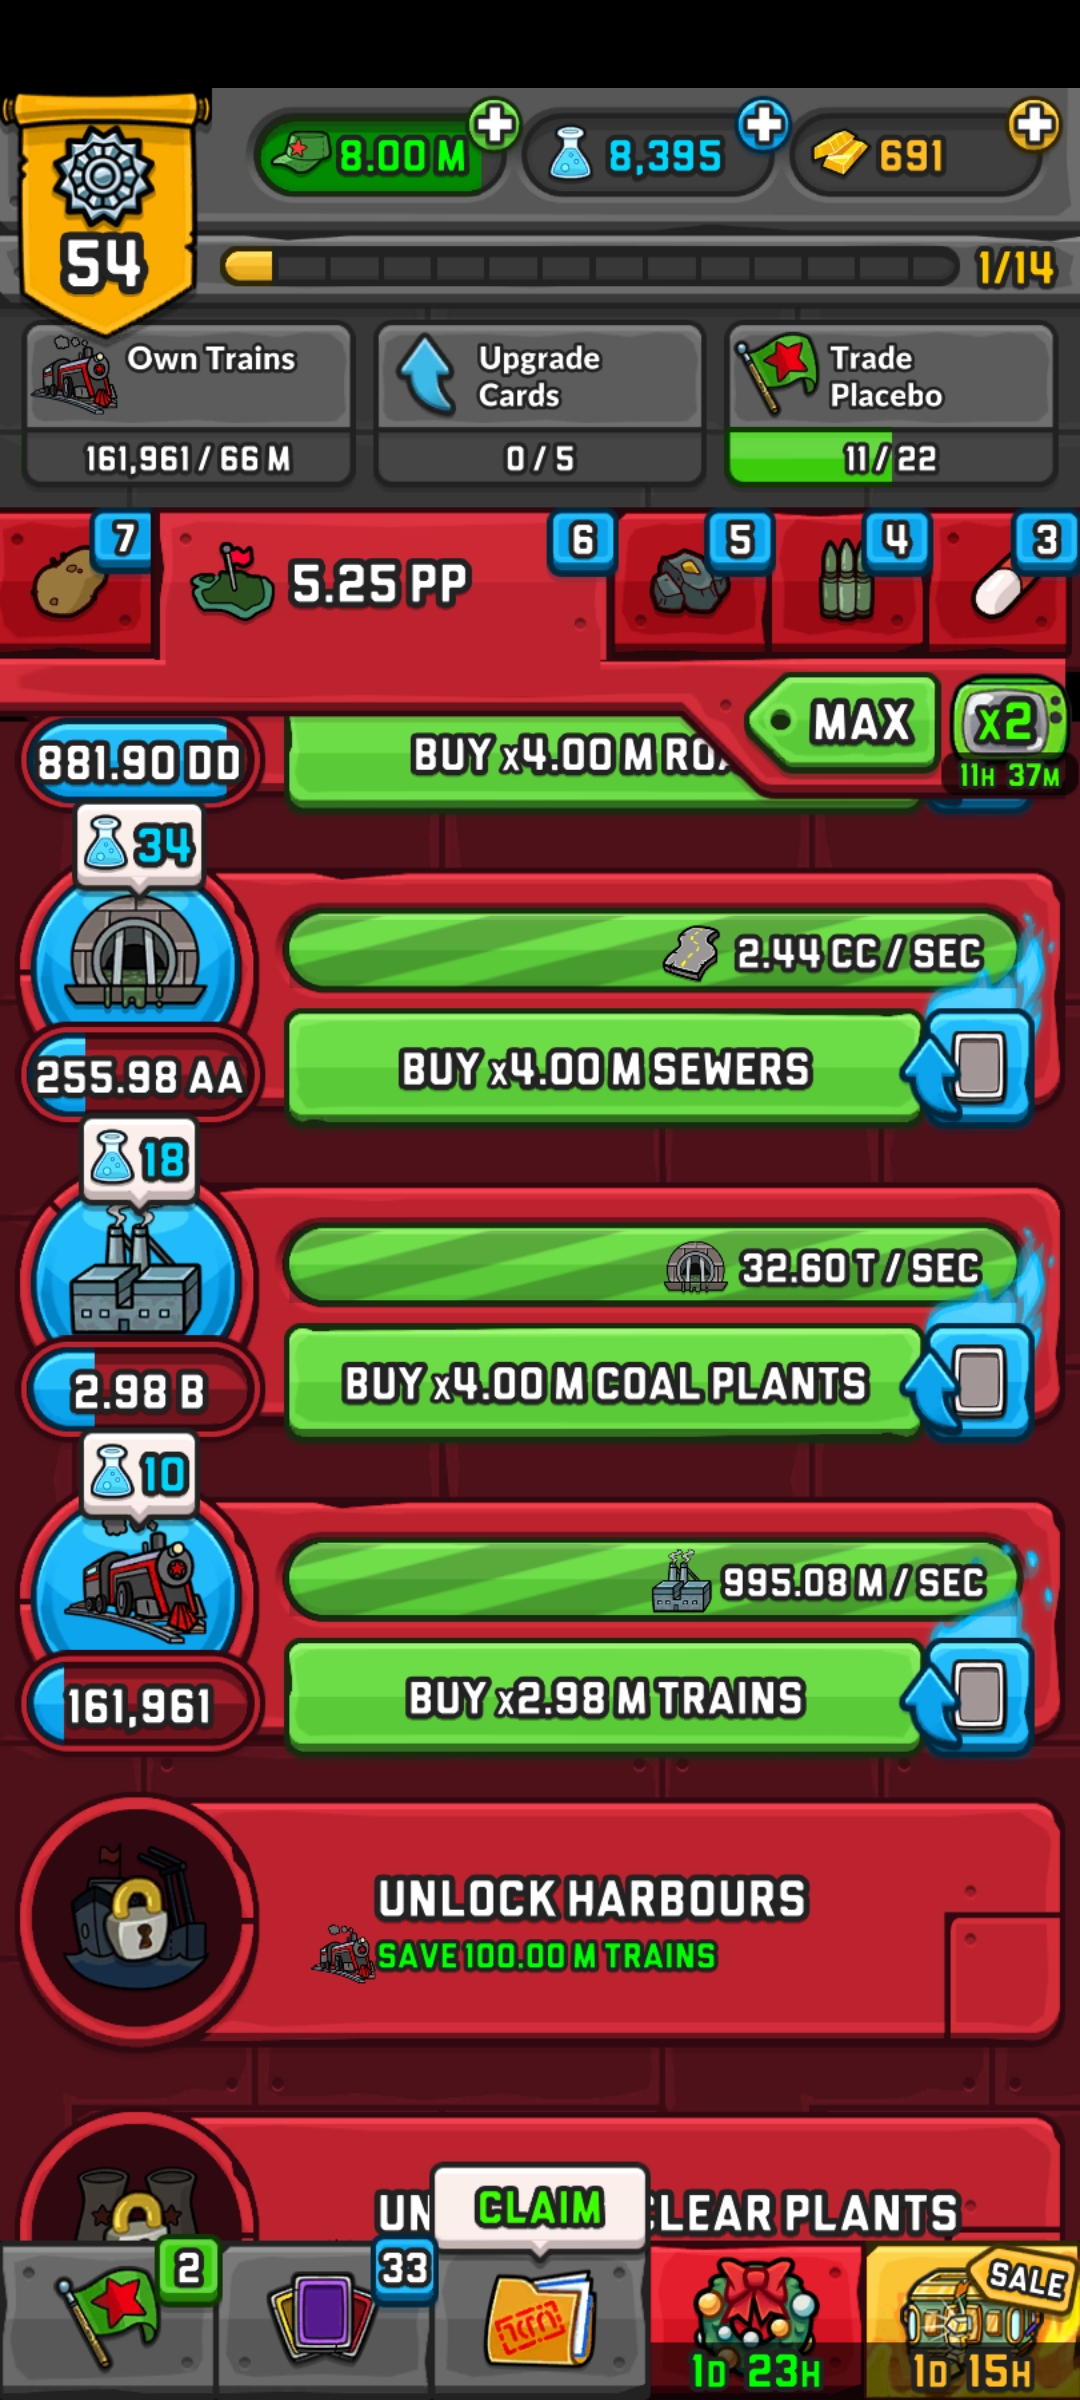 8.00 M
8,395
691
54
1/14
Own Trains
161,961 / 66 M
Upgrade
Cards
0 / 5
Trade
Placebo
11 / 22
7
5.25 PP
6
5
4
3
MAX
x2
11H 37M
881.90 DD
BUY x4.00 M RO
34
2.44 CC / SEC
255.98 AA
BUY x4.00 M SEWERS
18
32.60 T / SEC
2.98 B
BUY x4.00 M COAL PLANTS
10
995.08 M / SEC
161,961
BUY x2.98 M TRAINS
UNLOCK HARBOURS
SAVE 100.00 M TRAINS
UN
CLEAR PLANTS
CLAIM
2
33
SALE
1D 23H
1D 15H